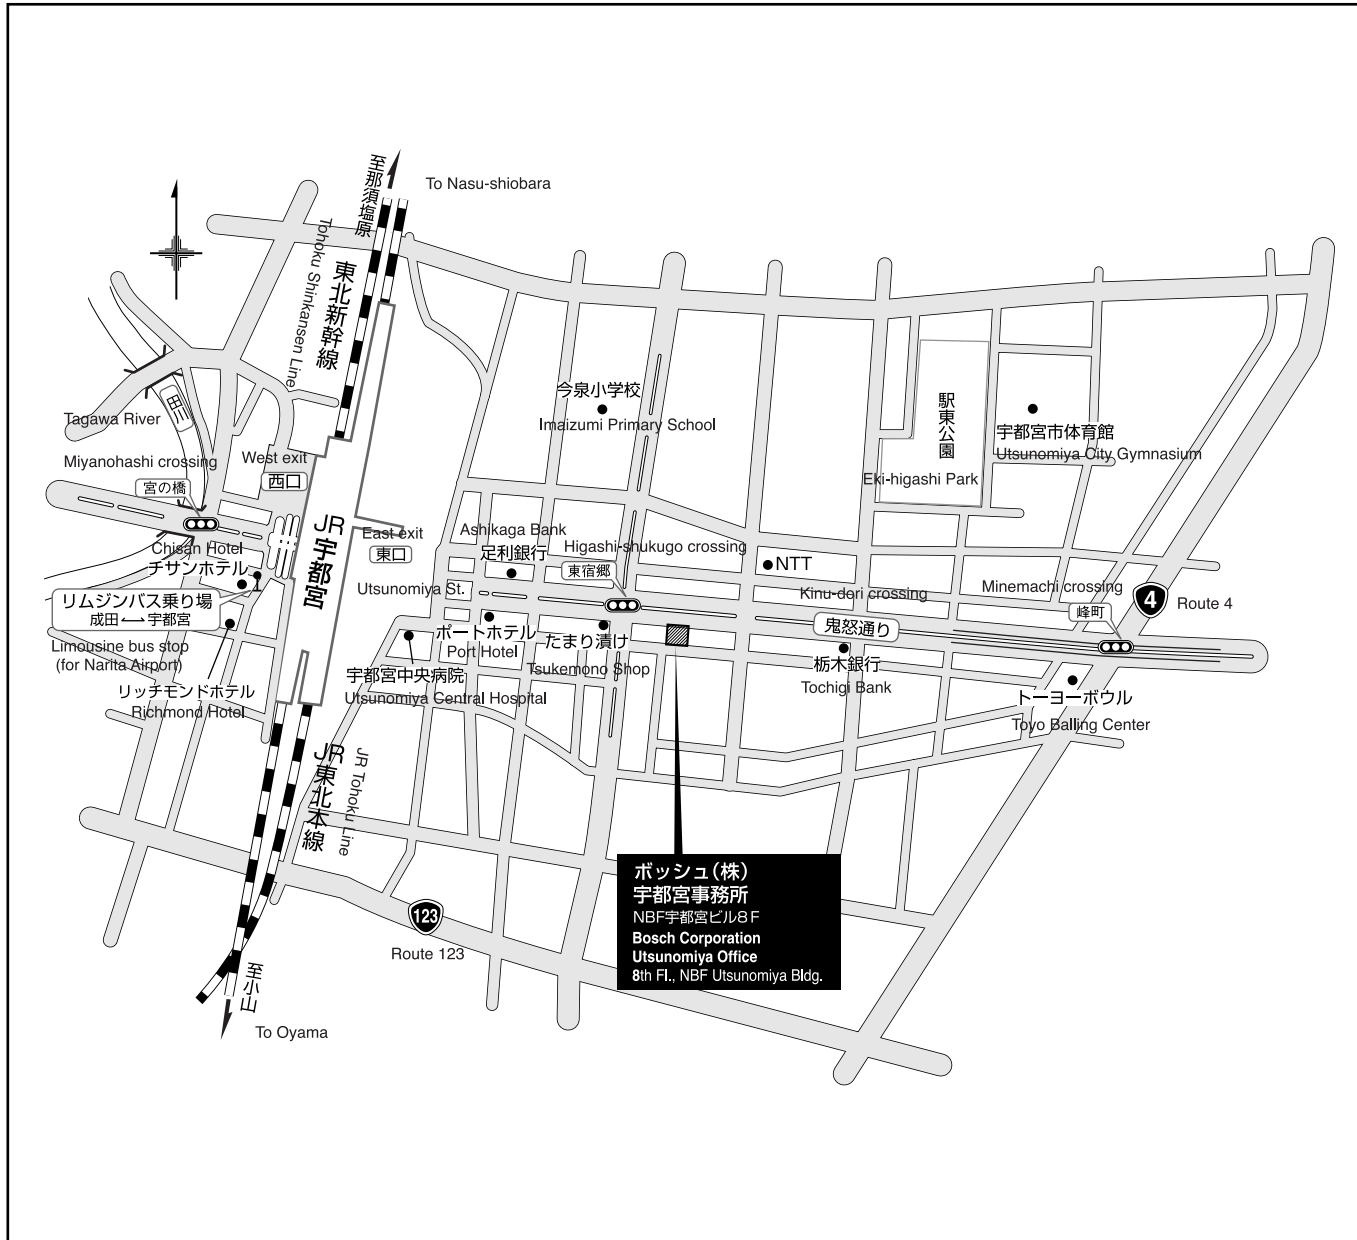 至那須塩原
To Nasu-shiobara
東北新幹線
Tohoku Shinkansen Line
田川
Tagawa River
今泉小学校
Imaizumi Primary School
駅東公園
Eki-higashi Park
宇都宮市体育館
Utsunomiya City Gymnasium
Miyanohashi crossing
宮の橋
West exit
西口
JR
宇都宮
East exit
東口
Ashikaga Bank
足利銀行
Higashi-shukugo crossing
東宿郷
NTT
Chisan Hotel
チサンホテル
リムジンバス乗り場
成田⟷宇都宮
Limousine bus stop
(for Narita Airport)
リッチモンドホテル
Richmond Hotel
Utsunomiya St.
ポートホテル
Port Hotel
たまり漬け
Tsukemono Shop
宇都宮中央病院
Utsunomiya Central Hospital
Kinu-dori crossing
鬼怒通り
栃木銀行
Tochigi Bank
Minemachi crossing
峰町
4
Route 4
トーヨーボウル
Toyo Balling Center
JR東北本線
JR Tohoku Line
ボッシュ(株)
宇都宮事務所
NBF宇都宮ビル8F
Bosch Corporation
Utsunomiya Office
8th Fl., NBF Utsunomiya Bldg.
123
Route 123
至小山
To Oyama